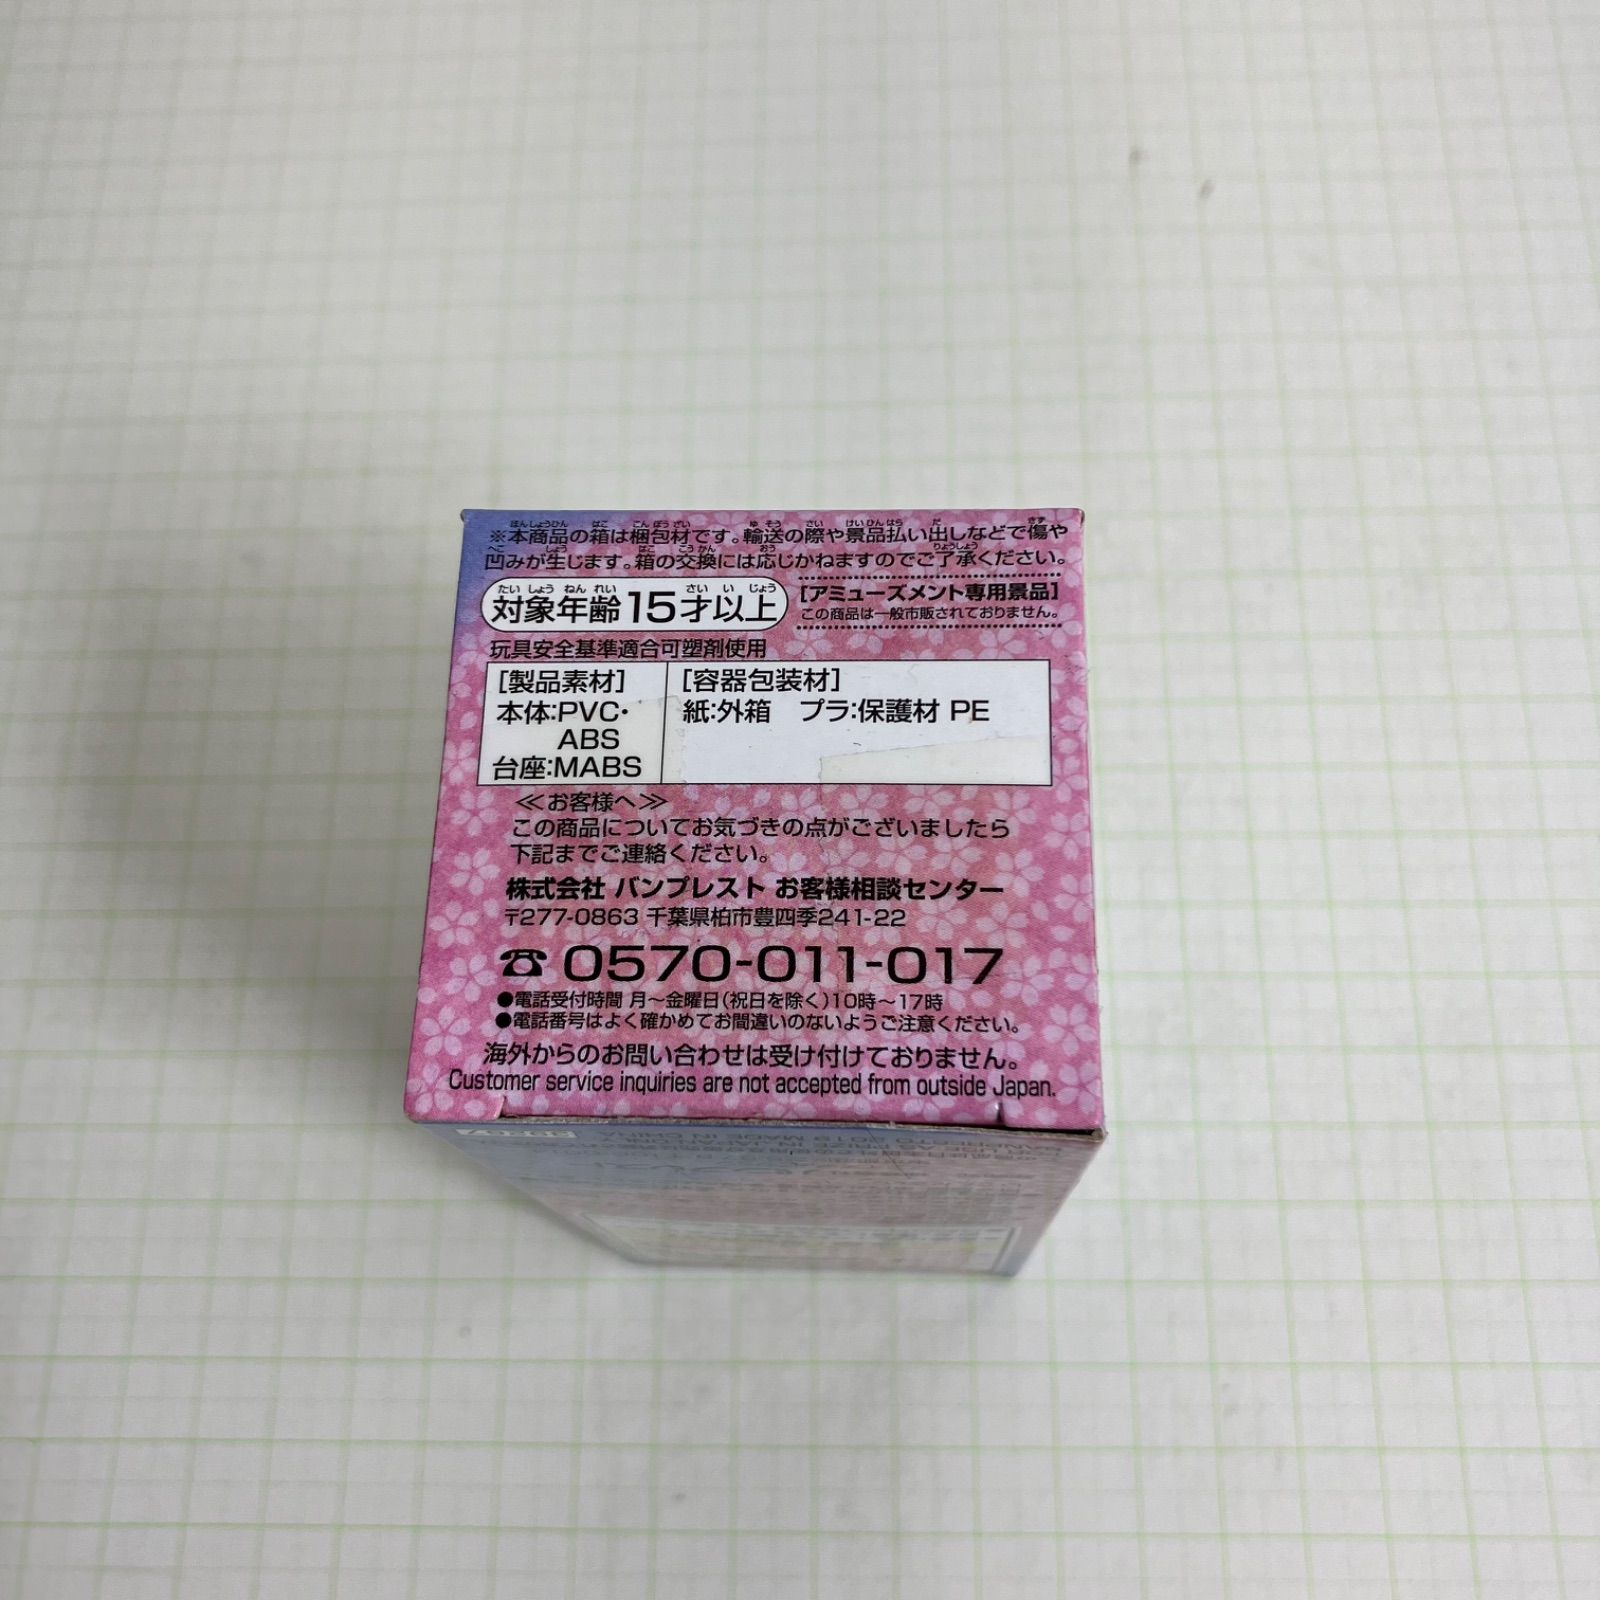 ※本商品の箱は梱包材です。輸送の際や景品払い出しなどで傷や
凹みが生じます。箱の交換には応じかねますのでご了承ください。
対象年齢15才以上
[アミューズメント専用景品]
この商品は一般市販されておりません。
玩具安全基準適合可塑剤使用
[製品素材]
本体:PVC・
ABS
台座:MABS
[容器包装材]
紙:外箱 プラ:保護材 PE
≪お客様へ≫
この商品についてお気づきの点がございましたら
下記までご連絡ください。
株式会社 バンプレスト お客様相談センター
〒277-0863 千葉県柏市豊四季241-22
☎0570-011-017
●電話受付時間 月～金曜日(祝日を除く)10時～17時
●電話番号はよく確かめてお間違いのないようご注意ください。
海外からのお問い合わせは受け付けておりません。
Customer service inquiries are not accepted from outside Japan.